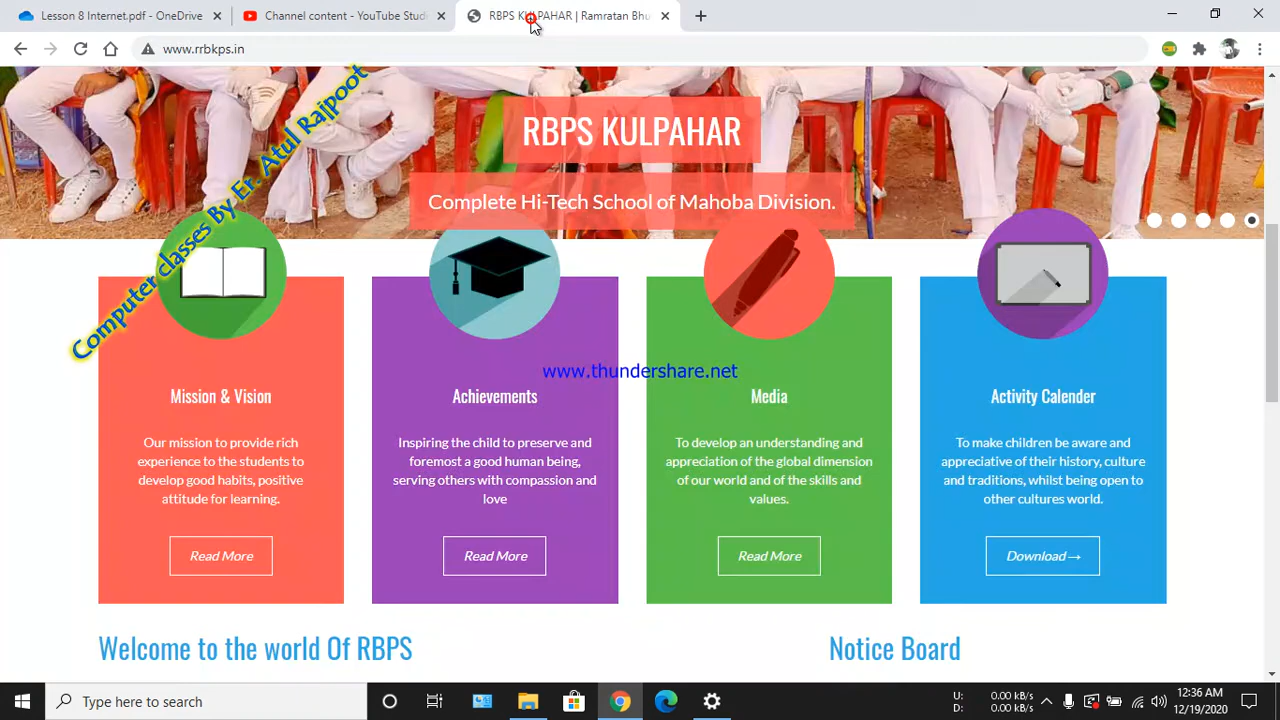 Lesson 8 Internet.pdf - OneDrive
Channel content - YouTube Stud
RBPS KULPAHAR | Ramratan Bhu
www.rrbkps.in
Computer classes By Er. Atul Rajpoot
RBPS KULPAHAR
Complete Hi-Tech School of Mahoba Division.
www.thundershare.net
Mission & Vision
Our mission to provide rich
experience to the students to
develop good habits, positive
attitude for learning.
Read More
Achievements
Inspiring the child to preserve and
foremost a good human being,
serving others with compassion and
love
Read More
Media
To develop an understanding and
appreciation of the global dimension
of our world and of the skills and
values.
Read More
Activity Calender
To make children be aware and
appreciative of their history, culture
and traditions, whilst being open to
other cultures world.
Download→
Welcome to the world Of RBPS
Notice Board
Type here to search
U: 0.00 kB/s
D: 0.00 kB/s
12:36 AM
12/19/2020